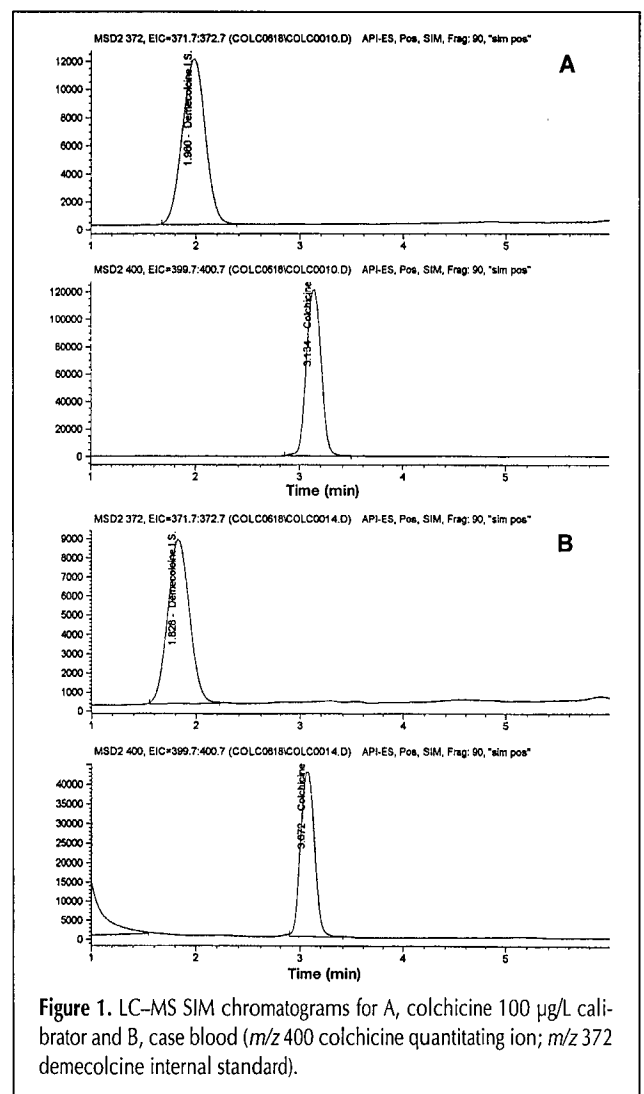 MSD2 372, EIC=371.7:372.7 (COLC0618\COLC0010.D) API-ES, Pos, SIM, Frag: 90, "sim pos"
A
12000
10000
8000
6000
4000
2000
0
1.980 - Demecolcine I.S.
1 2 3 4 5
MSD2 400, EIC=399.7:400.7 (COLC0618\COLC0010.D) API-ES, Pos, SIM, Frag: 90, "sim pos"
120000
100000
80000
60000
40000
20000
0
3.134 - Colchicine
1 2 3 4 5
Time (min)
MSD2 372, EIC=371.7:372.7 (COLC0618\COLC0014.D) API-ES, Pos, SIM, Frag: 90, "sim pos"
B
9000
8000
7000
6000
5000
4000
3000
2000
1000
0
1.826 - Demecolcine I.S.
1 2 3 4 5
MSD2 400, EIC=399.7:400.7 (COLC0618\COLC0014.D) API-ES, Pos, SIM, Frag: 90, "sim pos"
40000
35000
30000
25000
20000
15000
10000
5000
0
3.072 - Colchicine
1 2 3 4 5
Time (min)
Figure 1. LC–MS SIM chromatograms for A, colchicine 100 µg/L cali-
brator and B, case blood (m/z 400 colchicine quantitating ion; m/z 372
demecolcine internal standard).